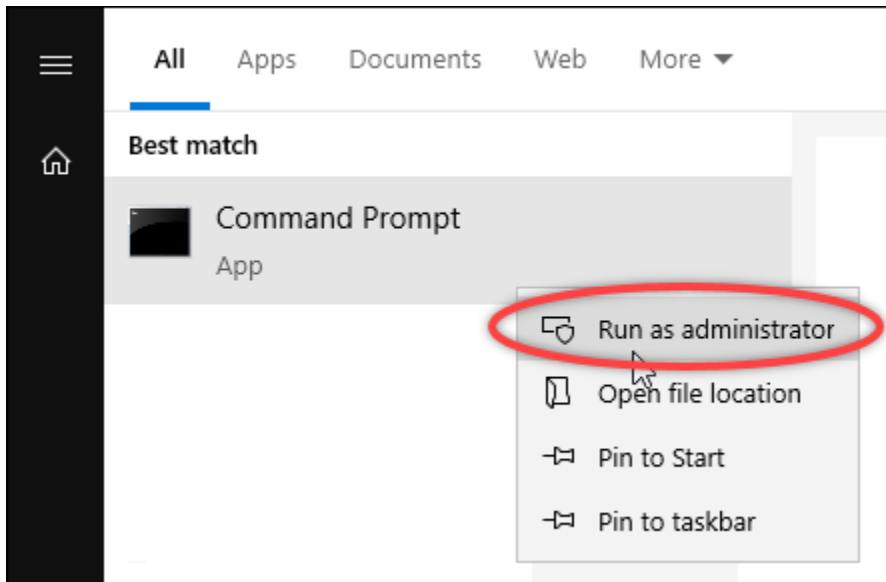 All Apps Documents Web More
Best match
Command Prompt
App
Run as administrator
Open file location
Pin to Start
Pin to taskbar